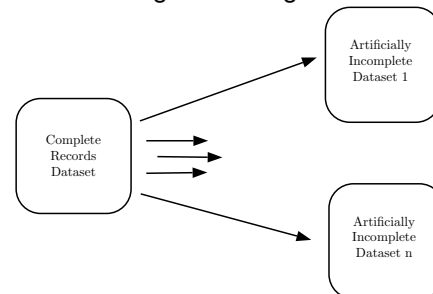 Artificially
Incomplete
Dataset 1
Complete
Records
Dataset
Artificially
Incomplete
Dataset n